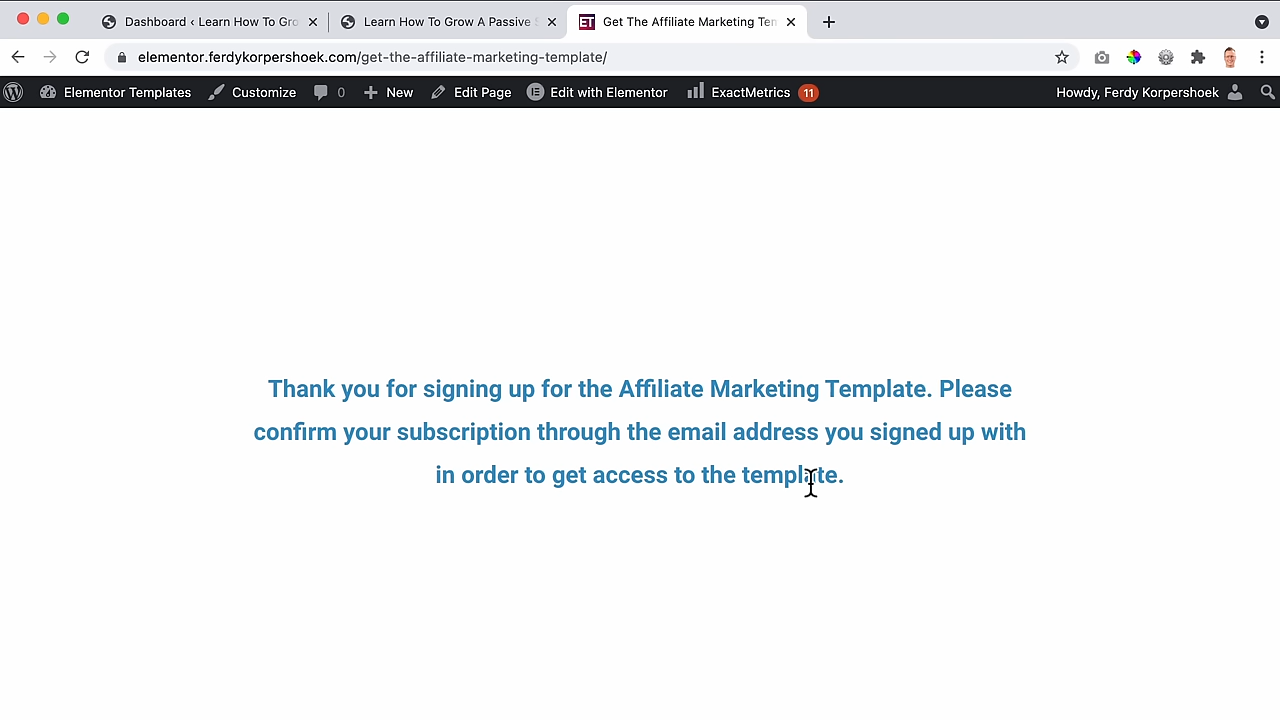 Dashboard ‹ Learn How To Gro
Learn How To Grow A Passive
ET Get The Affiliate Marketing Ten
elementor.ferdykorpershoek.com/get-the-affiliate-marketing-template/
Elementor Templates Customize 0 New Edit Page Edit with Elementor ExactMetrics 11 Howdy, Ferdy Korpershoek
Thank you for signing up for the Affiliate Marketing Template. Please
confirm your subscription through the email address you signed up with
in order to get access to the template.